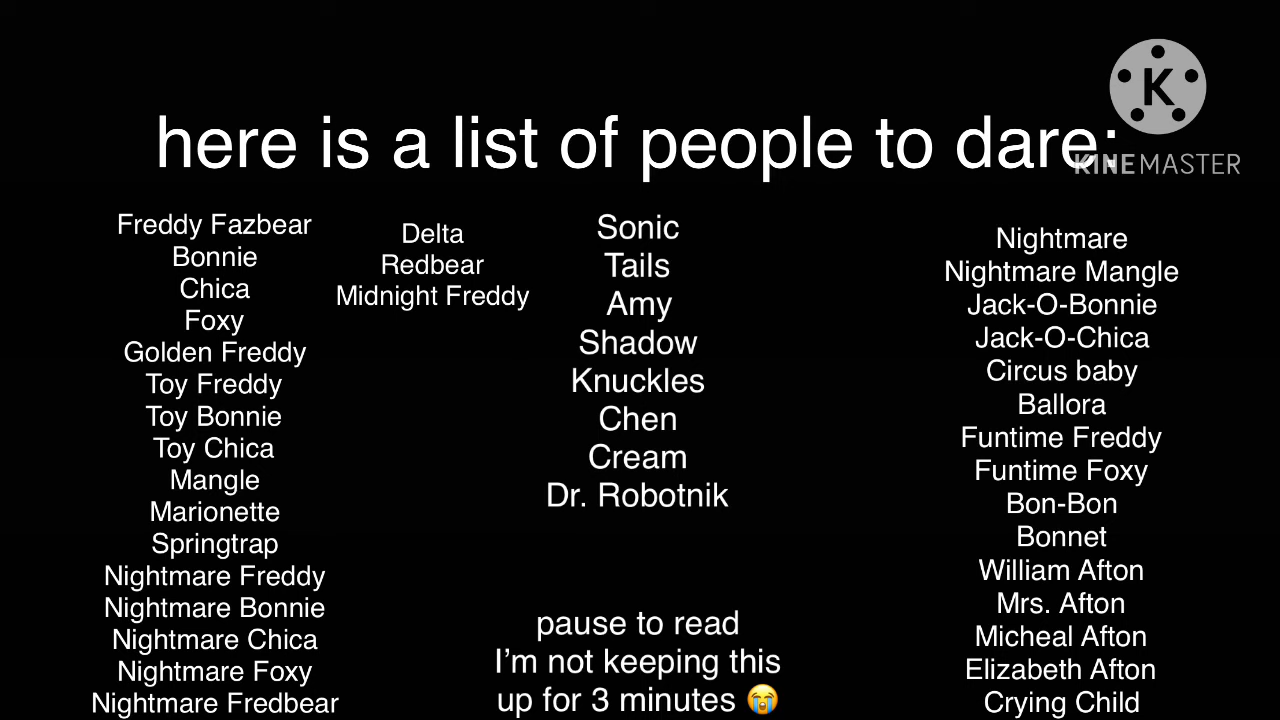 here is a list of people to dare:
KINEMASTER
Freddy Fazbear
Bonnie
Chica
Foxy
Golden Freddy
Toy Freddy
Toy Bonnie
Toy Chica
Mangle
Marionette
Springtrap
Nightmare Freddy
Nightmare Bonnie
Nightmare Chica
Nightmare Foxy
Nightmare Fredbear
Delta
Redbear
Midnight Freddy
Sonic
Tails
Amy
Shadow
Knuckles
Chen
Cream
Dr. Robotnik
pause to read
I’m not keeping this
up for 3 minutes 😭
Nightmare
Nightmare Mangle
Jack-O-Bonnie
Jack-O-Chica
Circus baby
Ballora
Funtime Freddy
Funtime Foxy
Bon-Bon
Bonnet
William Afton
Mrs. Afton
Micheal Afton
Elizabeth Afton
Crying Child